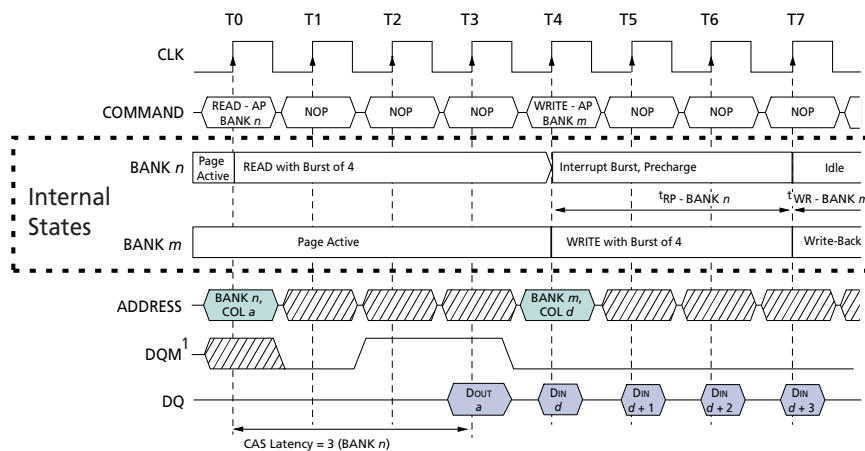 T0 T1 T2 T3 T4 T5 T6 T7
CLK
COMMAND READ - AP BANK n NOP NOP NOP WRITE - AP BANK m NOP NOP NOP
Internal States
BANK n Page Active READ with Burst of 4 Interrupt Burst, Precharge Idle
tRP - BANK n tWR - BANK m
BANK m Page Active WRITE with Burst of 4 Write-Back
ADDRESS BANK n, COL a BANK m, COL d
DQM1
DQ DOUT a DIN d DIN d + 1 DIN d + 2 DIN d + 3
CAS Latency = 3 (BANK n)